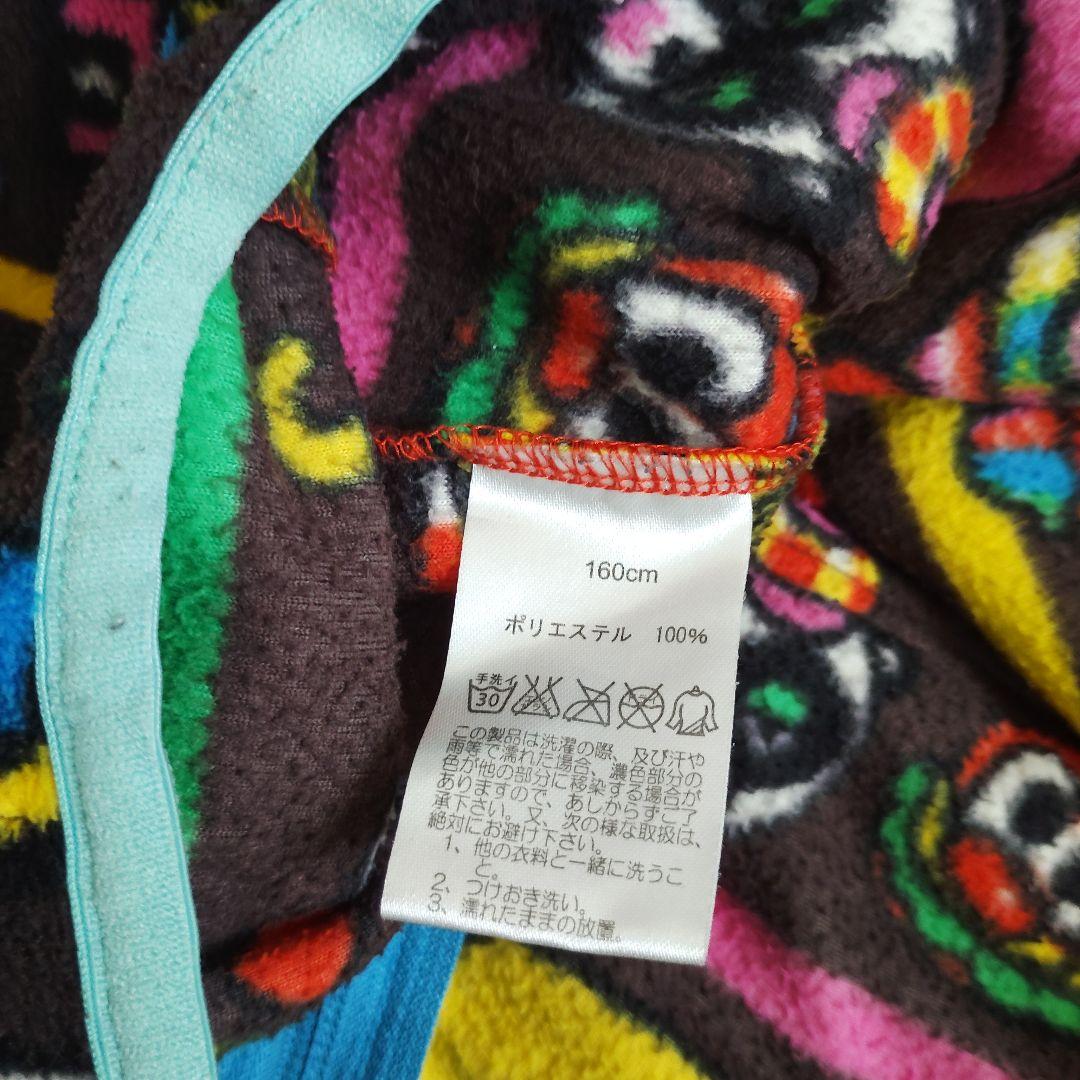 160cm
ポリエステル 100%
手洗イ
30
この製品は洗濯の際、及び汗や
雨等で濡れた場合、濃色部分の
色が他の部分に移染する場合が
ありますので、あしからずご了
承下さい。又、次の様な取扱は、
絶対にお避け下さい。
1、他の衣料と一緒に洗うこ
と。
2、つけおき洗い。
3、濡れたままの放置。